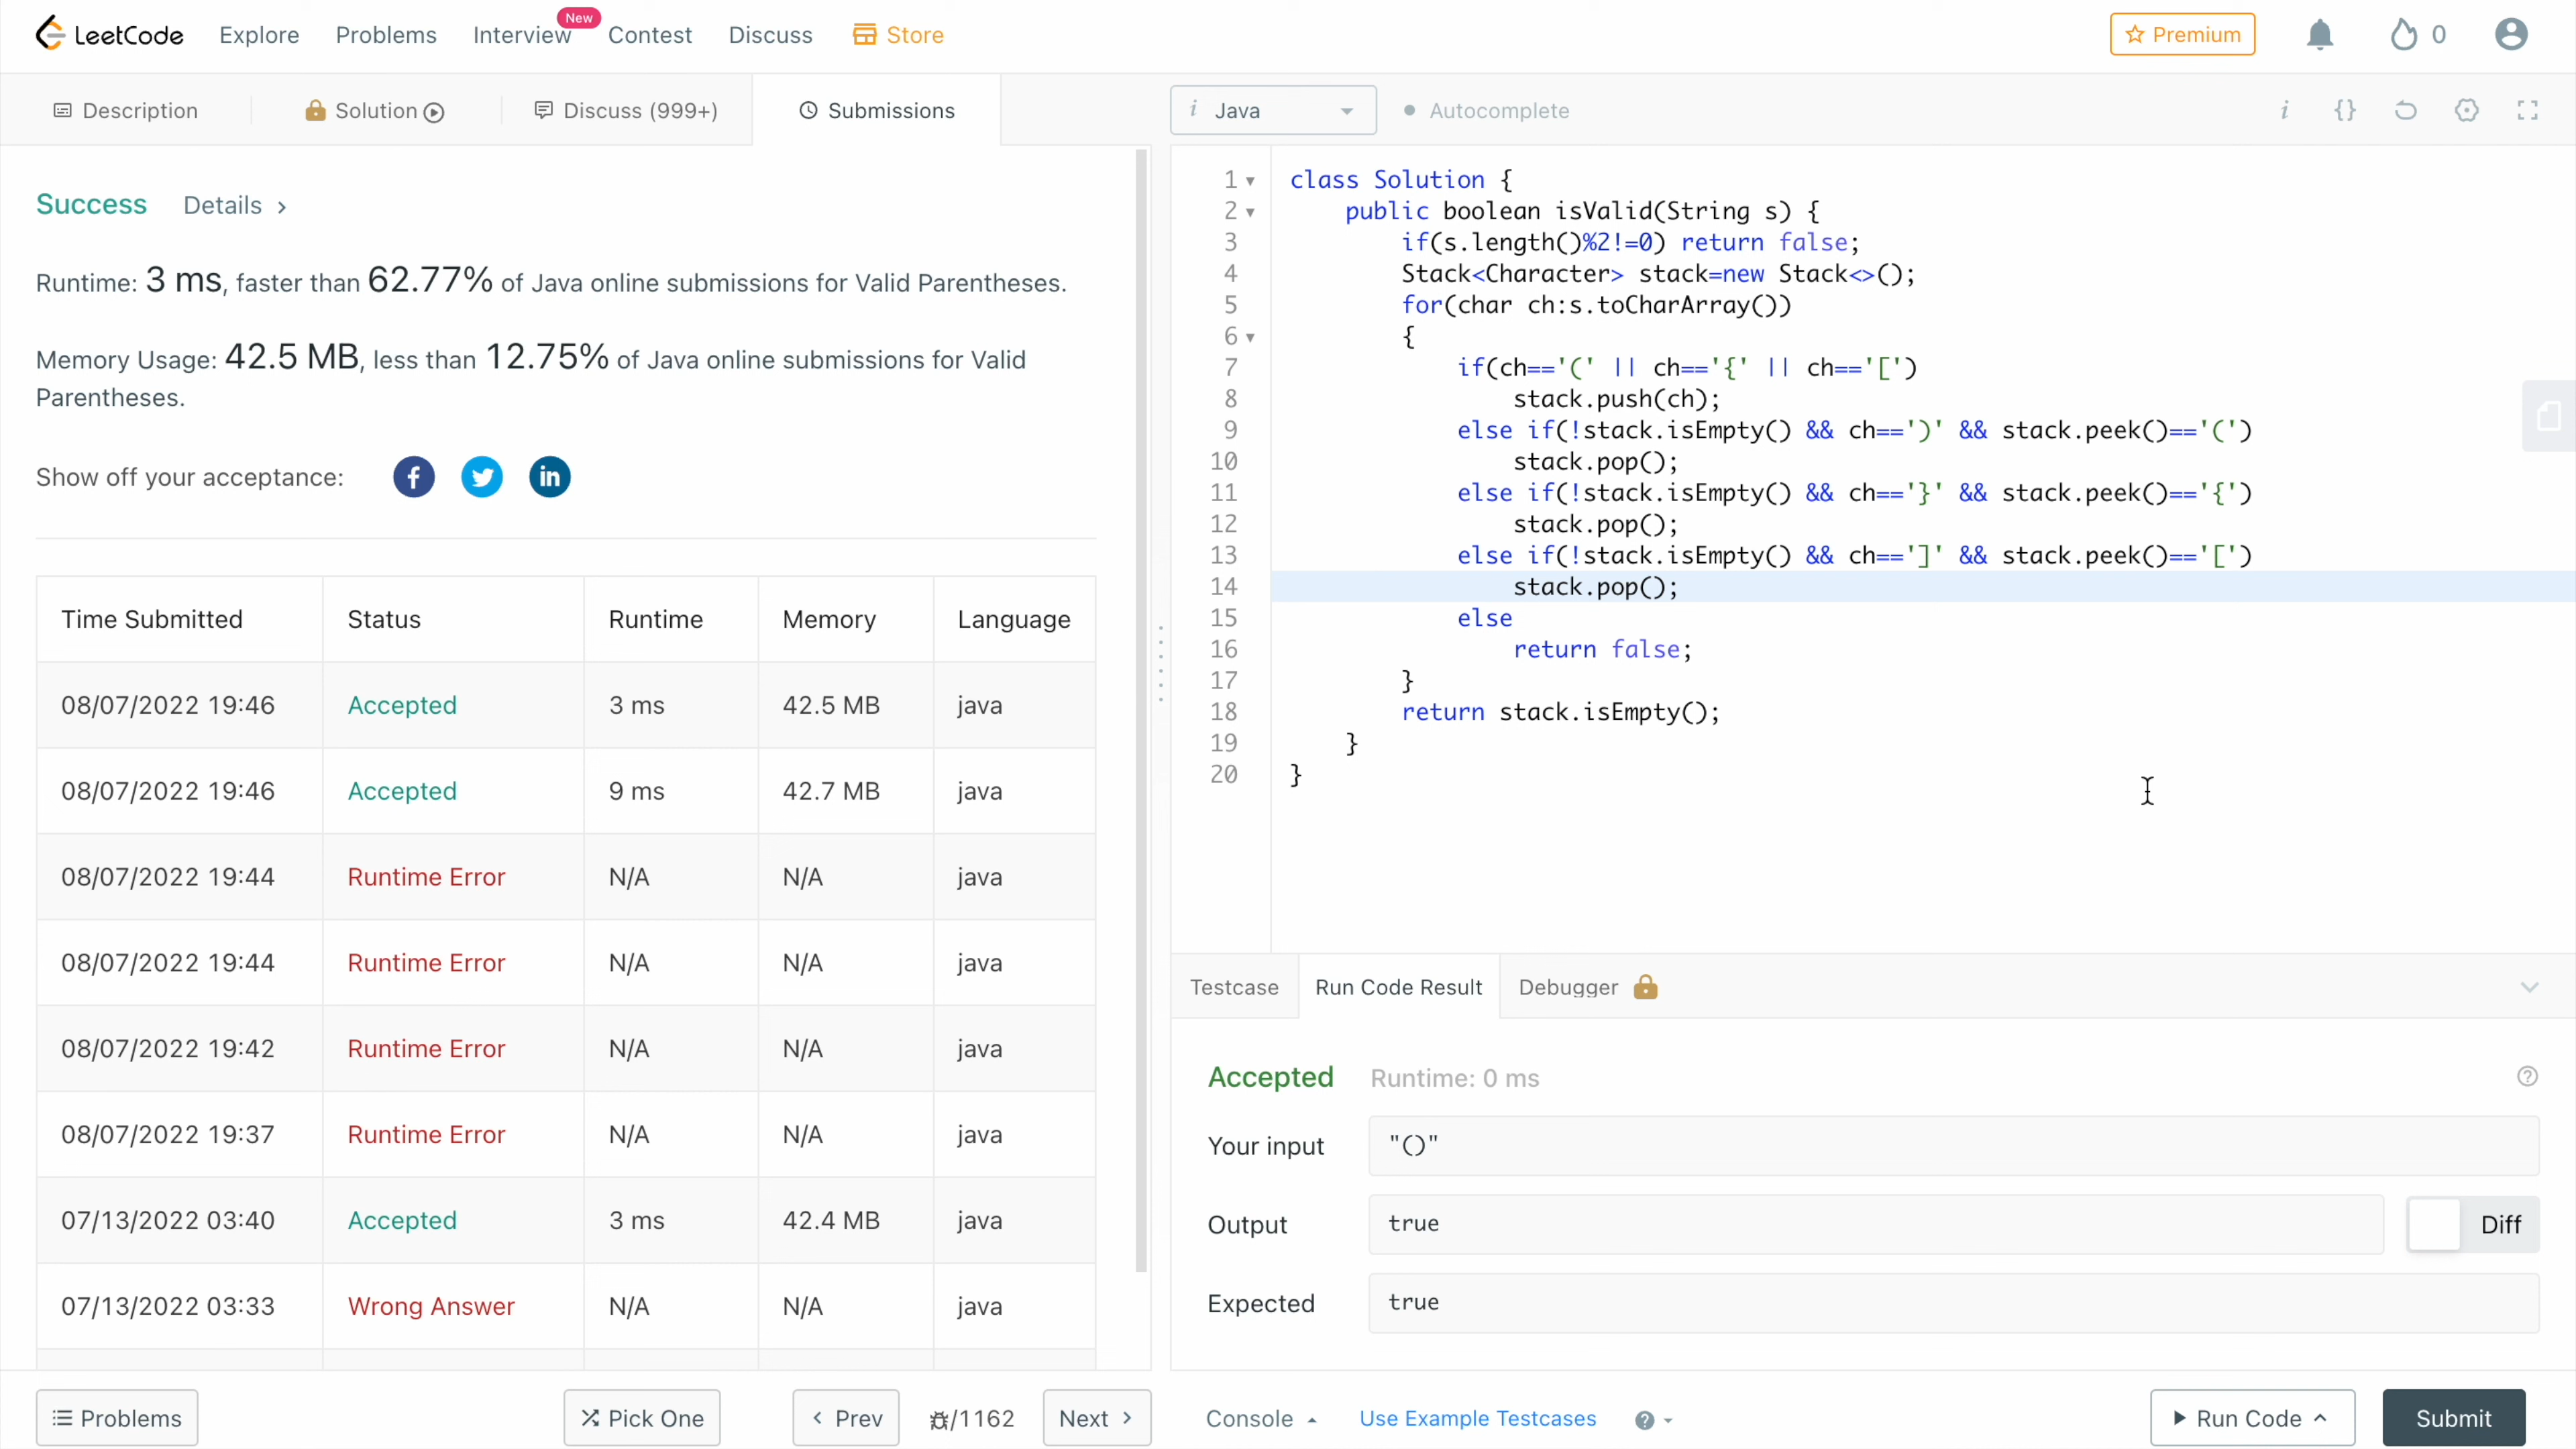 LeetCode
Explore
Problems
Interview
New
Contest
Discuss
Store
Premium
0
Description
Solution
Discuss (999+)
Submissions
i Java
Autocomplete
i {}
Success Details >
Runtime: 3 ms, faster than 62.77% of Java online submissions for Valid Parentheses.
Memory Usage: 42.5 MB, less than 12.75% of Java online submissions for Valid
Parentheses.
Show off your acceptance:
f in
Time Submitted Status Runtime Memory Language
08/07/2022 19:46 Accepted 3 ms 42.5 MB java
08/07/2022 19:46 Accepted 9 ms 42.7 MB java
08/07/2022 19:44 Runtime Error N/A N/A java
08/07/2022 19:44 Runtime Error N/A N/A java
08/07/2022 19:42 Runtime Error N/A N/A java
08/07/2022 19:37 Runtime Error N/A N/A java
07/13/2022 03:40 Accepted 3 ms 42.4 MB java
07/13/2022 03:33 Wrong Answer N/A N/A java
1 class Solution {
2 public boolean isValid(String s) {
3 if(s.length()%2!=0) return false;
4 Stack<Character> stack=new Stack<>();
5 for(char ch:s.toCharArray())
6 {
7 if(ch=='(' || ch=='{' || ch=='[')
8 stack.push(ch);
9 else if(!stack.isEmpty() && ch==')' && stack.peek()=='(')
10 stack.pop();
11 else if(!stack.isEmpty() && ch=='}' && stack.peek()=='{')
12 stack.pop();
13 else if(!stack.isEmpty() && ch==']' && stack.peek()=='[')
14 stack.pop();
15 else
16 return false;
17 }
18 return stack.isEmpty();
19 }
20 }
Testcase
Run Code Result
Debugger
Accepted Runtime: 0 ms
?
Your input "()"
Output true
Diff
Expected true
Problems
Pick One
< Prev
/1162
Next >
Console
Use Example Testcases
?
Run Code
Submit